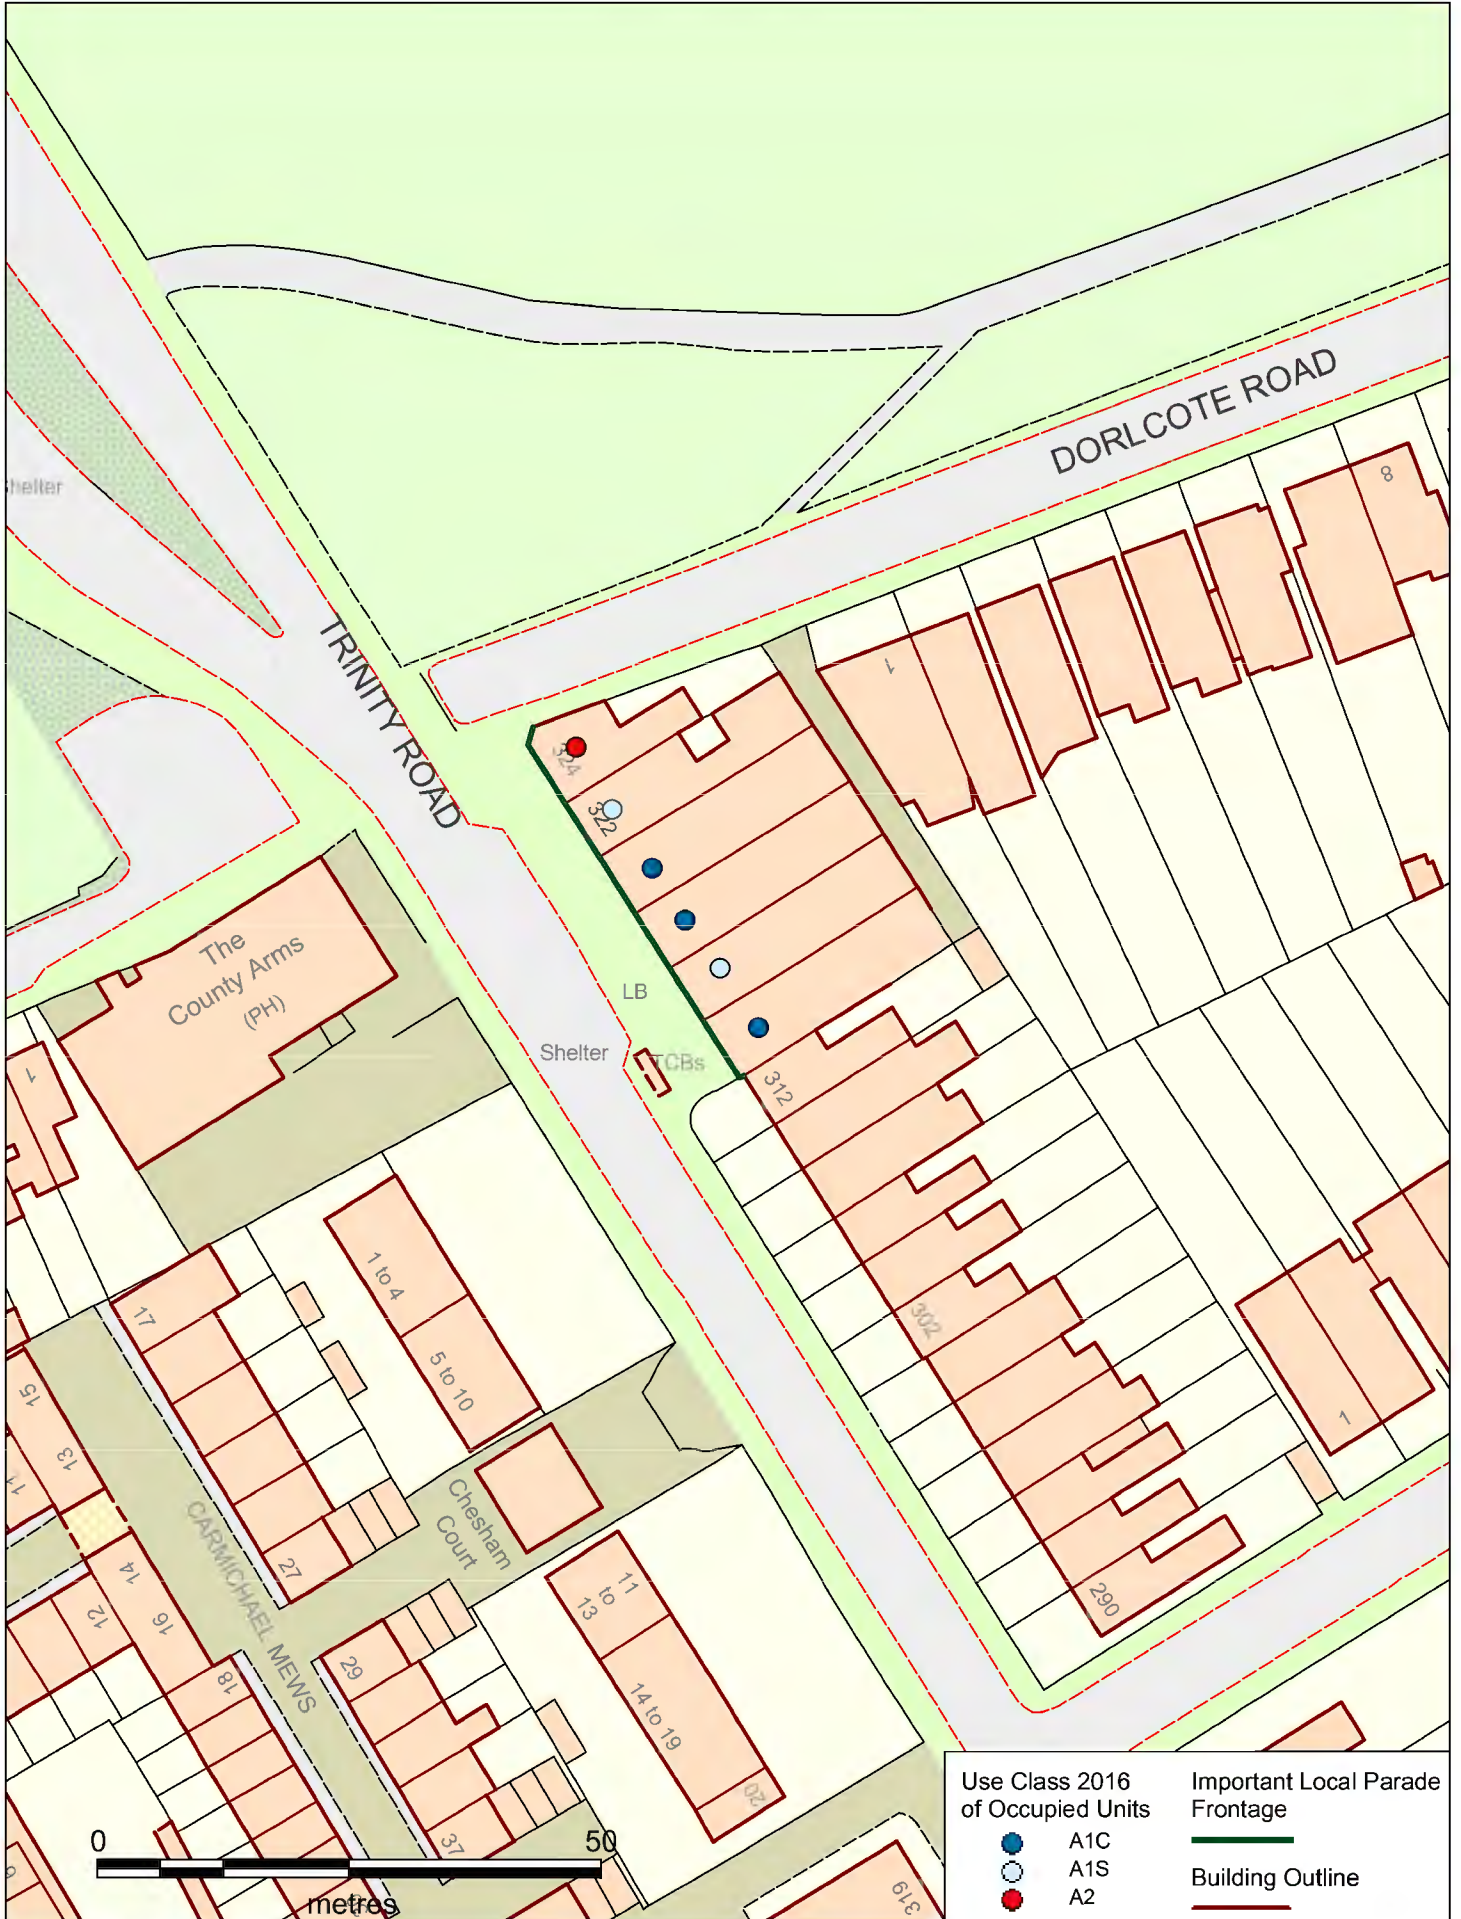 DORLCOTE ROAD
8
helter
TRINITY ROAD
1
324
322
The
County Arms
(PH)
LB
Shelter
TCBs
312
1
1 to 4
17
302
5 to 10
15
13
11
1
Chesham
Court
CARMICHAEL MEWS
27
14
12
16
11
to
13
290
29
18
14 to 19
20
37
319
0
50
metres
Use Class 2016
of Occupied Units
A1C
A1S
A2
Important Local Parade
Frontage
Building Outline